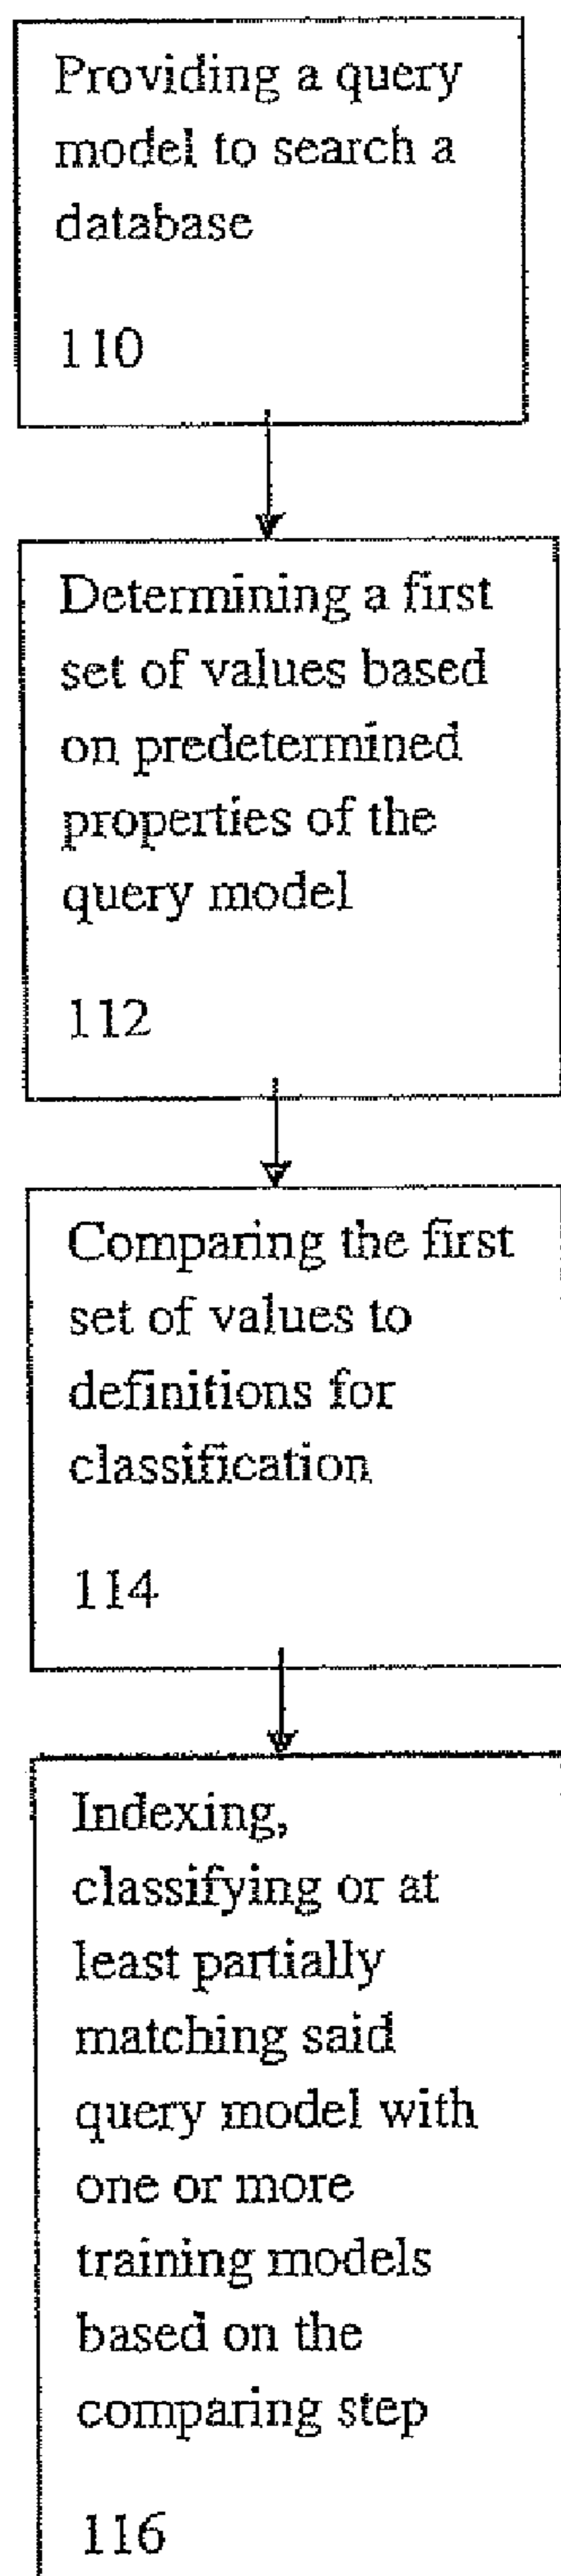 Providing a query
model to search a
database
110
Determining a first
set of values based
on predetermined
properties of the
query model
112
Comparing the first
set of values to
definitions for
classification
114
Indexing,
classifying or at
least partially
matching said
query model with
one or more
training models
based on the
comparing step
116